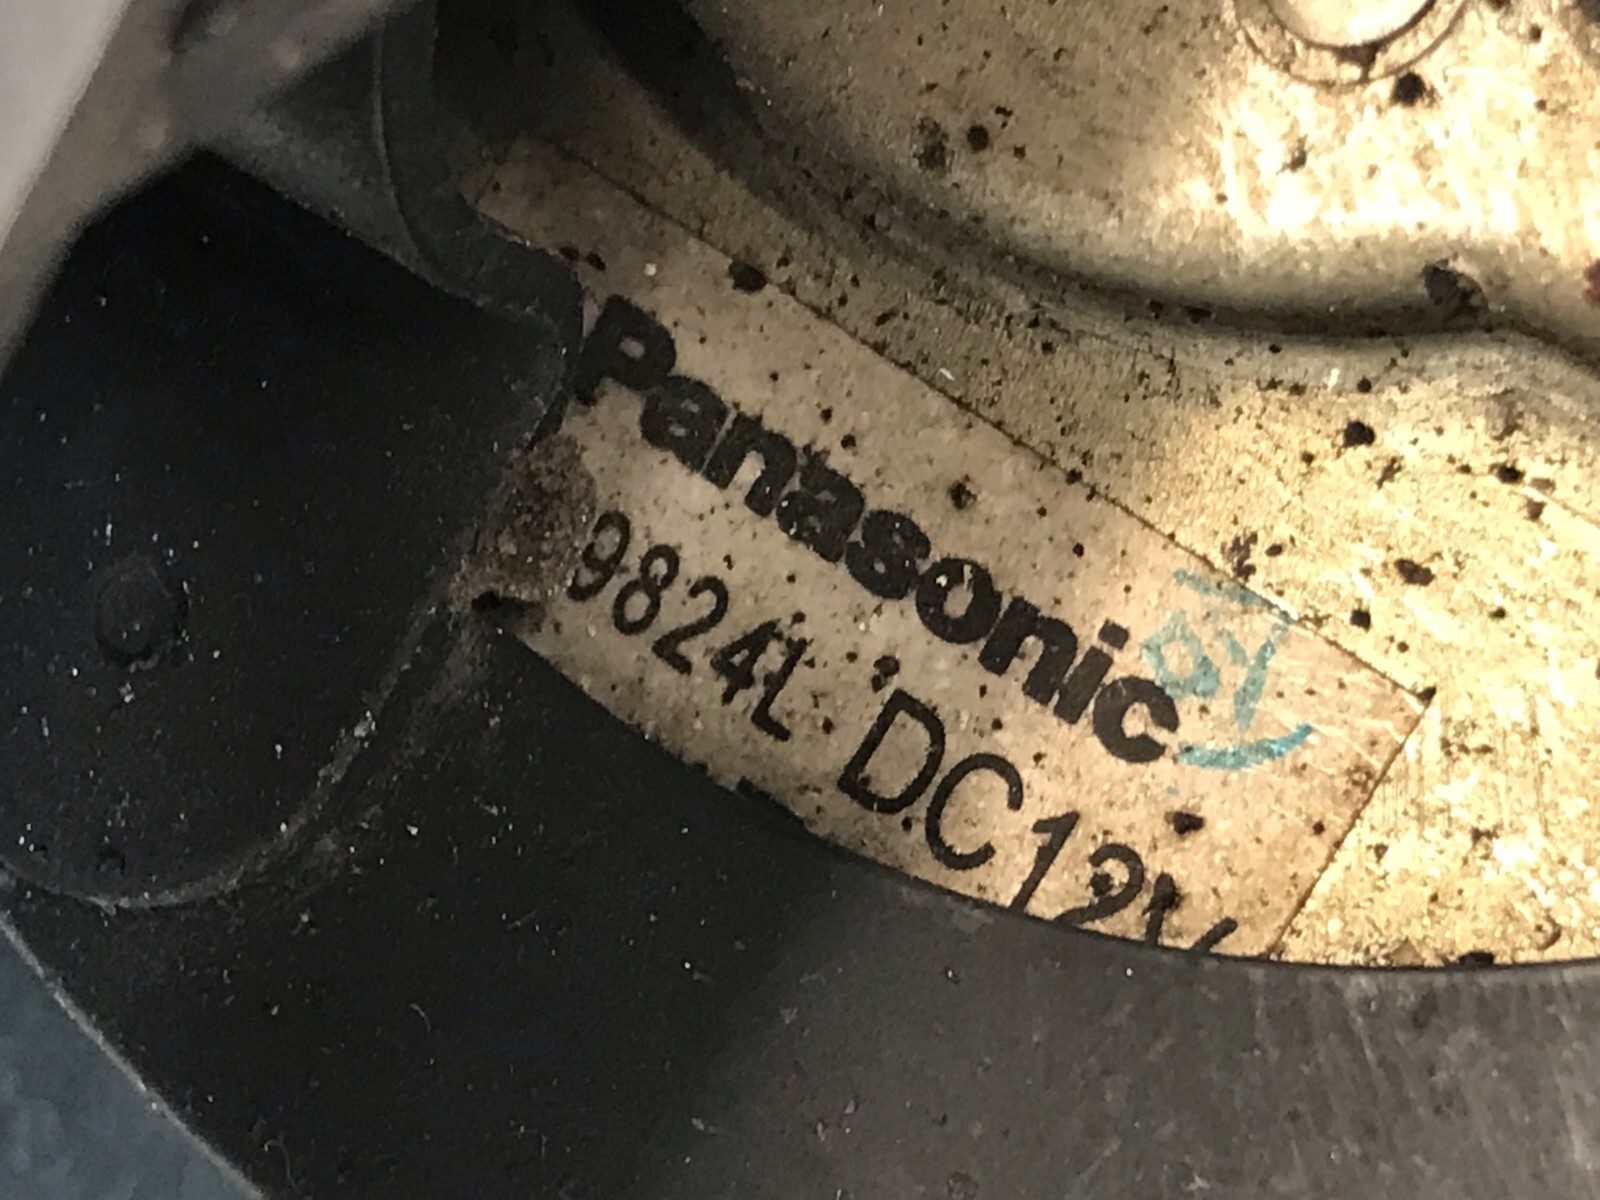 Panasonic
9824L DC12V